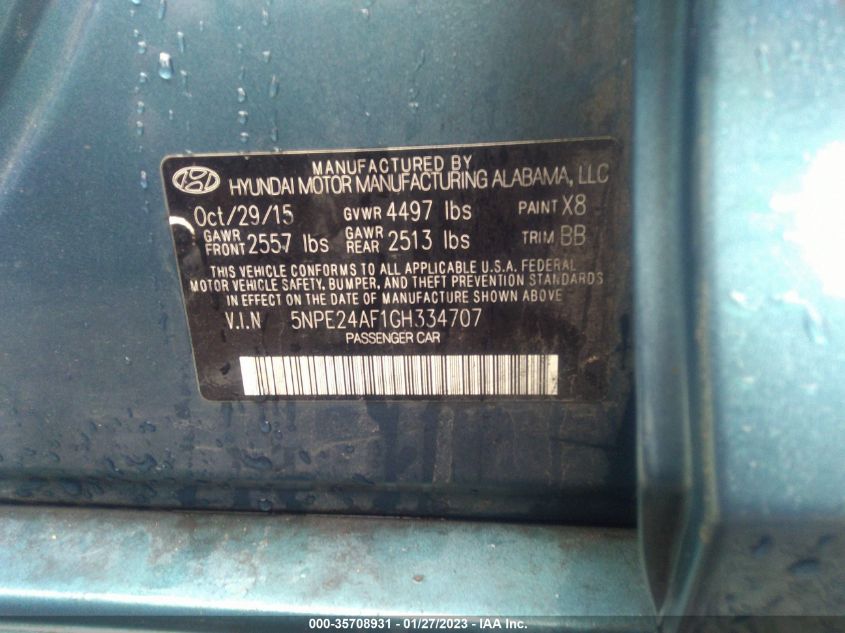 MANUFACTURED BY
HYUNDAI MOTOR MANUFACTURING ALABAMA, LLC
Oct/29/15 GVWR 4497 lbs PAINT X8
GAWR FRONT 2557 lbs GAWR REAR 2513 lbs TRIM BB
THIS VEHICLE CONFORMS TO ALL APPLICABLE U.S.A. FEDERAL
MOTOR VEHICLE SAFETY, BUMPER, AND THEFT PREVENTION STANDARDS
IN EFFECT ON THE DATE OF MANUFACTURE SHOWN ABOVE
V.I.N 5NPE24AF1GH334707
PASSENGER CAR
000-35708931 - 01/27/2023 - © IAA Inc.